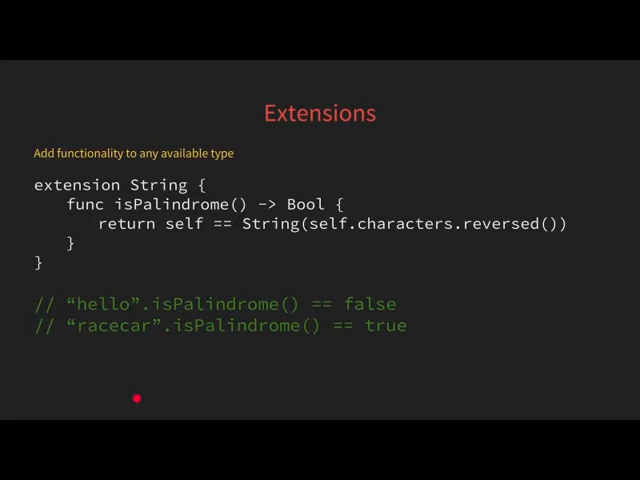 Extensions
Add functionality to any available type
extension String {
func isPalindrome() -> Bool {
return self == String(self.characters.reversed())
}
}
// “hello”.isPalindrome() == false
// “racecar”.isPalindrome() == true